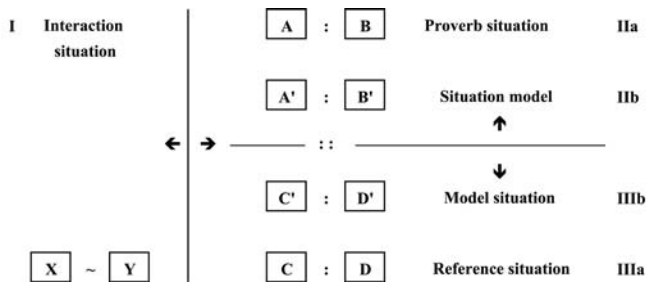 I Interaction situation A : B Proverb situation IIa
A' : B' Situation model IIb
← → : :
C' : D' Model situation IIIb
X ~ Y C : D Reference situation IIIa